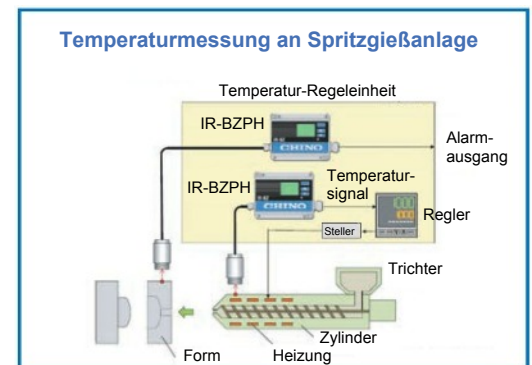 Temperaturmessung an Spritzgießanlage
Temperatur-Regeleinheit
IR-BZPH
CHINO
Alarm-
ausgang
IR-BZPH
Temperatur-
signal
CHINO
Regler
Steller
Trichter
Zylinder
Form
Heizung